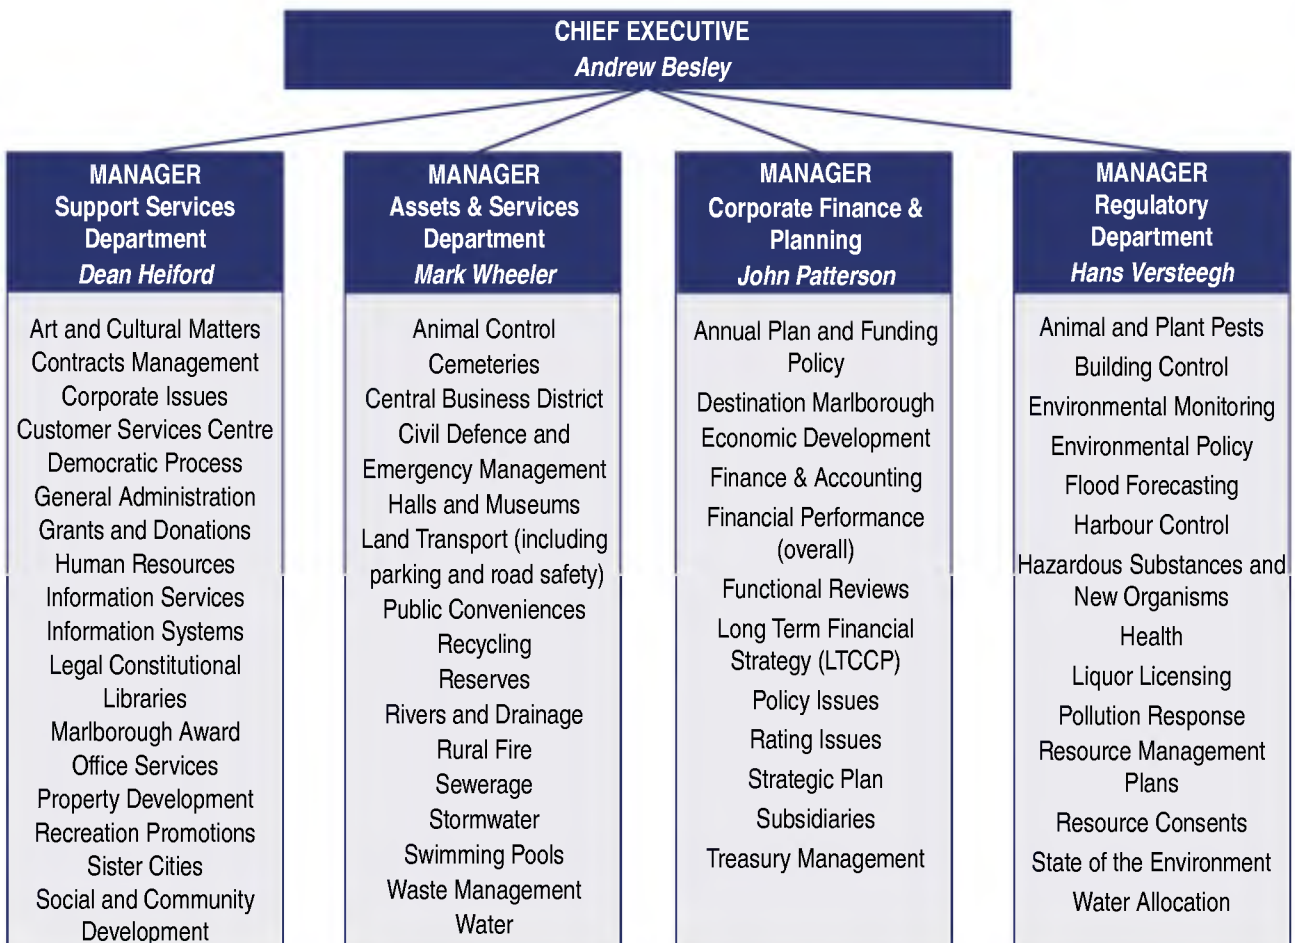 CHIEF EXECUTIVE
Andrew Besley
MANAGER
Support Services
Department
Dean Heiford
Art and Cultural Matters
Contracts Management
Corporate Issues
Customer Services Centre
Democratic Process
General Administration
Grants and Donations
Human Resources
Information Services
Information Systems
Legal Constitutional
Libraries
Marlborough Award
Office Services
Property Development
Recreation Promotions
Sister Cities
Social and Community
Development
MANAGER
Assets & Services
Department
Mark Wheeler
Animal Control
Cemeteries
Central Business District
Civil Defence and
Emergency Management
Halls and Museums
Land Transport (including
parking and road safety)
Public Conveniences
Recycling
Reserves
Rivers and Drainage
Rural Fire
Sewerage
Stormwater
Swimming Pools
Waste Management
Water
MANAGER
Corporate Finance &
Planning
John Patterson
Annual Plan and Funding
Policy
Destination Marlborough
Economic Development
Finance & Accounting
Financial Performance
(overall)
Functional Reviews
Long Term Financial
Strategy (LTCCP)
Policy Issues
Rating Issues
Strategic Plan
Subsidiaries
Treasury Management
MANAGER
Regulatory
Department
Hans Versteegh
Animal and Plant Pests
Building Control
Environmental Monitoring
Environmental Policy
Flood Forecasting
Harbour Control
Hazardous Substances and
New Organisms
Health
Liquor Licensing
Pollution Response
Resource Management
Plans
Resource Consents
State of the Environment
Water Allocation